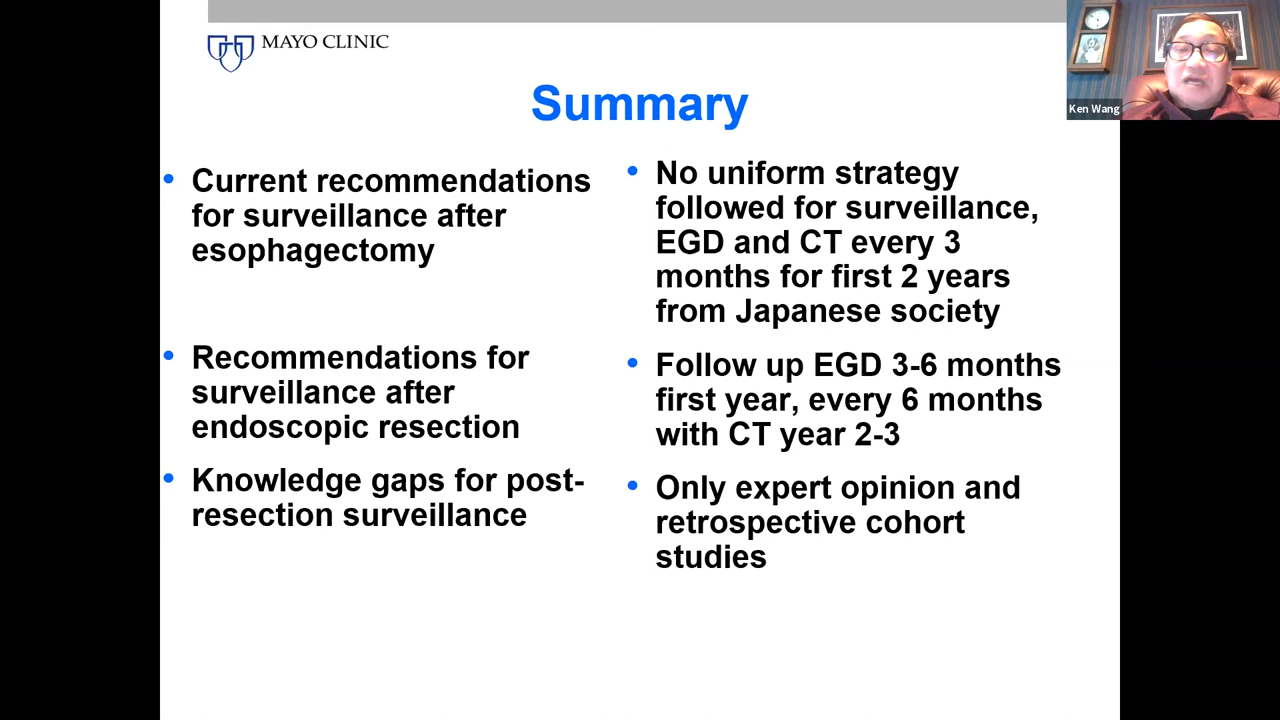 MAYO CLINIC
Ken Wang
Summary
• Current recommendations
for surveillance after
esophagectomy
• Recommendations for
surveillance after
endoscopic resection
• Knowledge gaps for post-
resection surveillance
• No uniform strategy
followed for surveillance,
EGD and CT every 3
months for first 2 years
from Japanese society
• Follow up EGD 3-6 months
first year, every 6 months
with CT year 2-3
• Only expert opinion and
retrospective cohort
studies